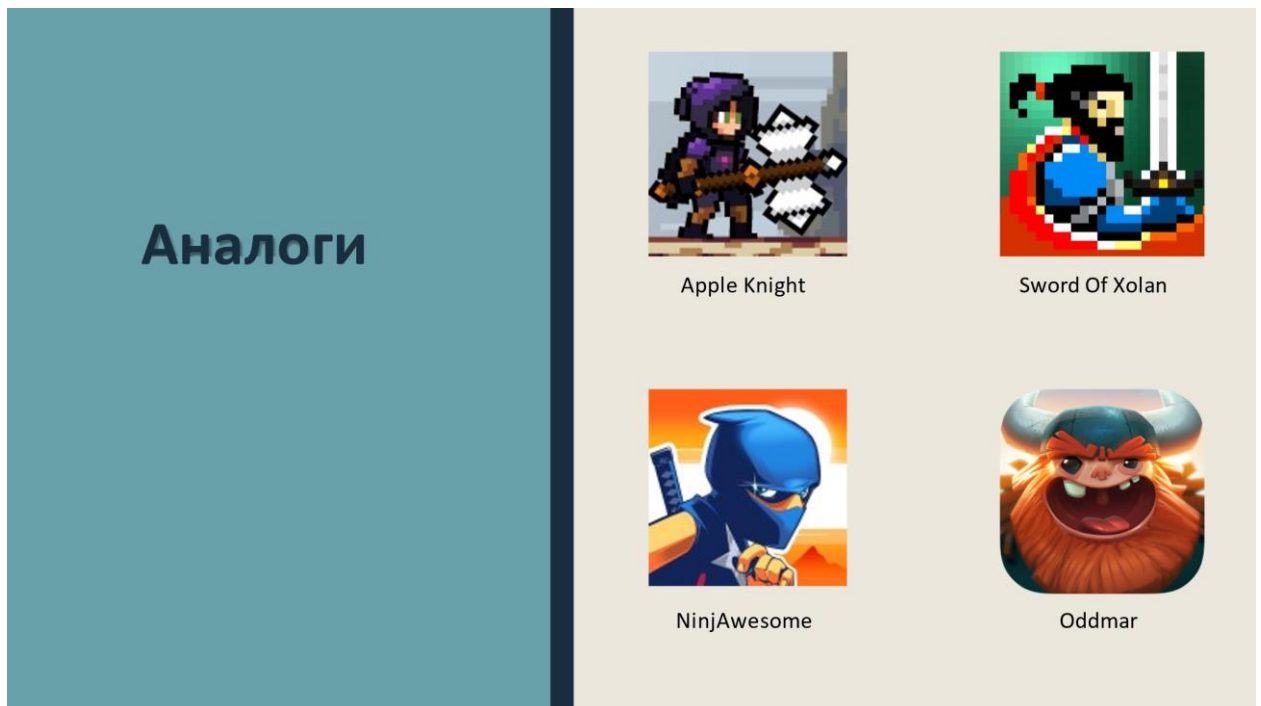 Аналоги
Apple Knight
Sword Of Xolan
NinjAwesome
Oddmar